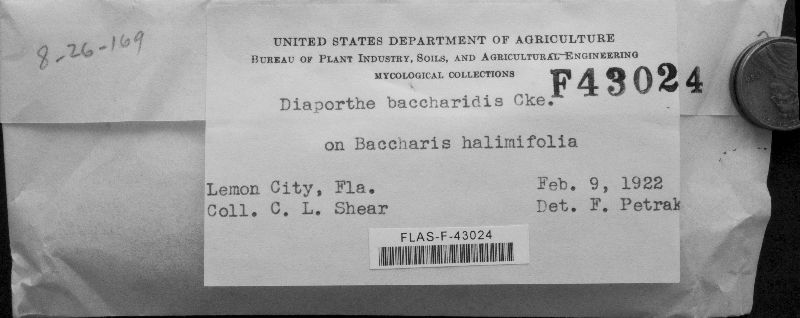 8-26-169
UNITED STATES DEPARTMENT OF AGRICULTURE
BUREAU OF PLANT INDUSTRY, SOILS, AND AGRICULTURAL ENGINEERING
MYCOLOGICAL COLLECTIONS
F43024
Diaporthe baccharidis Cke.
on Baccharis halimifolia
Lemon City, Fla. Feb. 9, 1922
Coll. C. L. Shear Det. F. Petrak
FLAS-F-43024